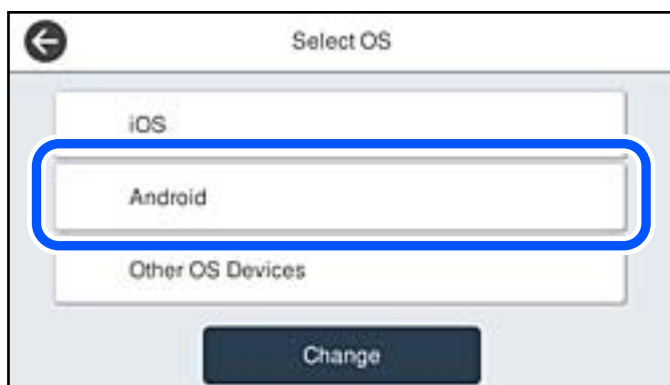 Select OS
iOS
Android
Other OS Devices
Change